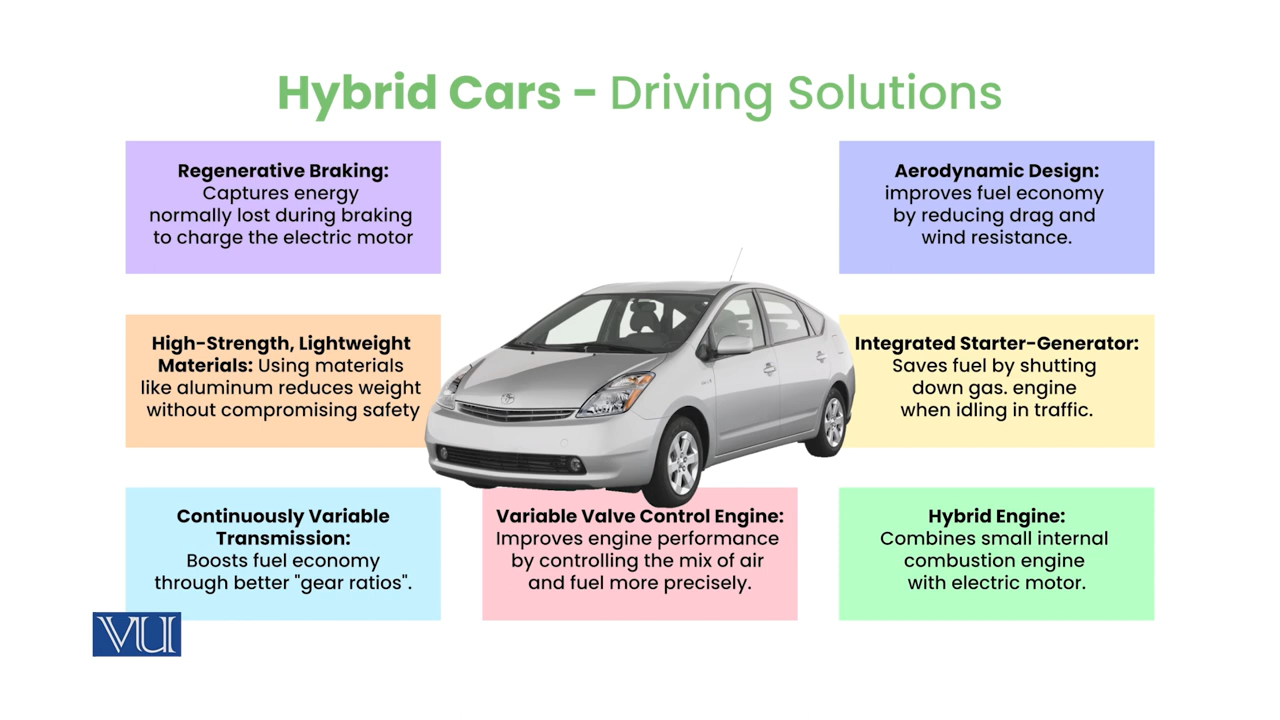 Hybrid Cars - Driving Solutions
Regenerative Braking:
Captures energy
normally lost during braking
to charge the electric motor
Aerodynamic Design:
improves fuel economy
by reducing drag and
wind resistance.
High-Strength, Lightweight
Materials: Using materials
like aluminum reduces weight
without compromising safety
Integrated Starter-Generator:
Saves fuel by shutting
down gas. engine
when idling in traffic.
Continuously Variable
Transmission:
Boosts fuel economy
through better "gear ratios".
Variable Valve Control Engine:
Improves engine performance
by controlling the mix of air
and fuel more precisely.
Hybrid Engine:
Combines small internal
combustion engine
with electric motor.
VU